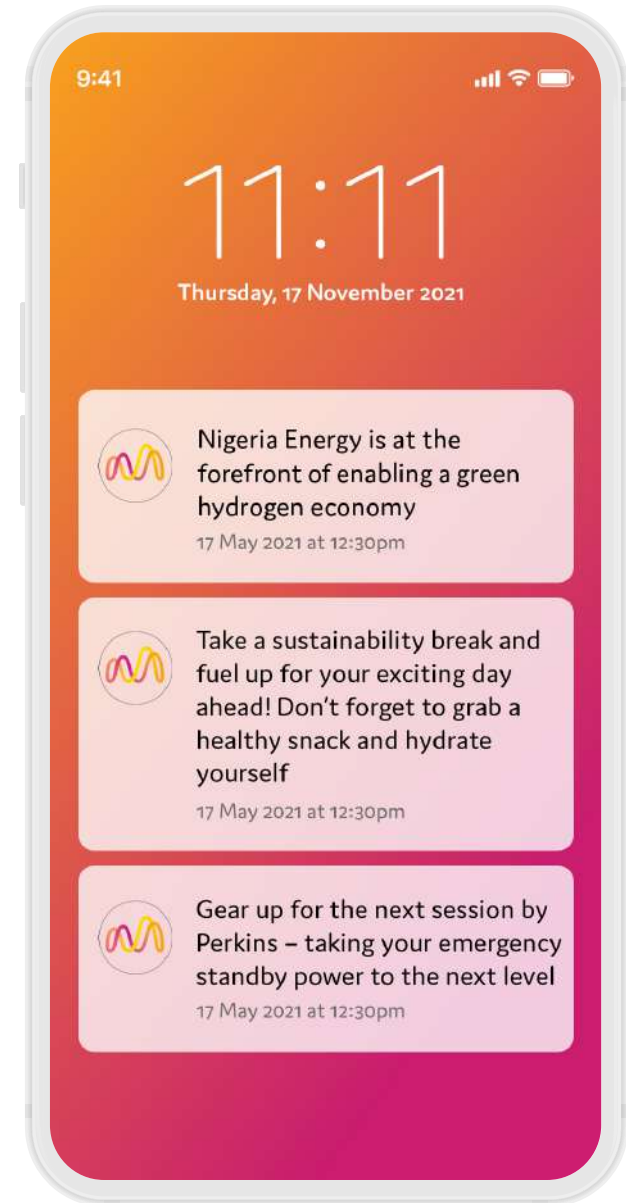 9:41
11:11
Thursday, 17 November 2021
Nigeria Energy is at the
forefront of enabling a green
hydrogen economy
17 May 2021 at 12:30pm
Take a sustainability break and
fuel up for your exciting day
ahead! Don't forget to grab a
healthy snack and hydrate
yourself
17 May 2021 at 12:30pm
Gear up for the next session by
Perkins – taking your emergency
standby power to the next level
17 May 2021 at 12:30pm